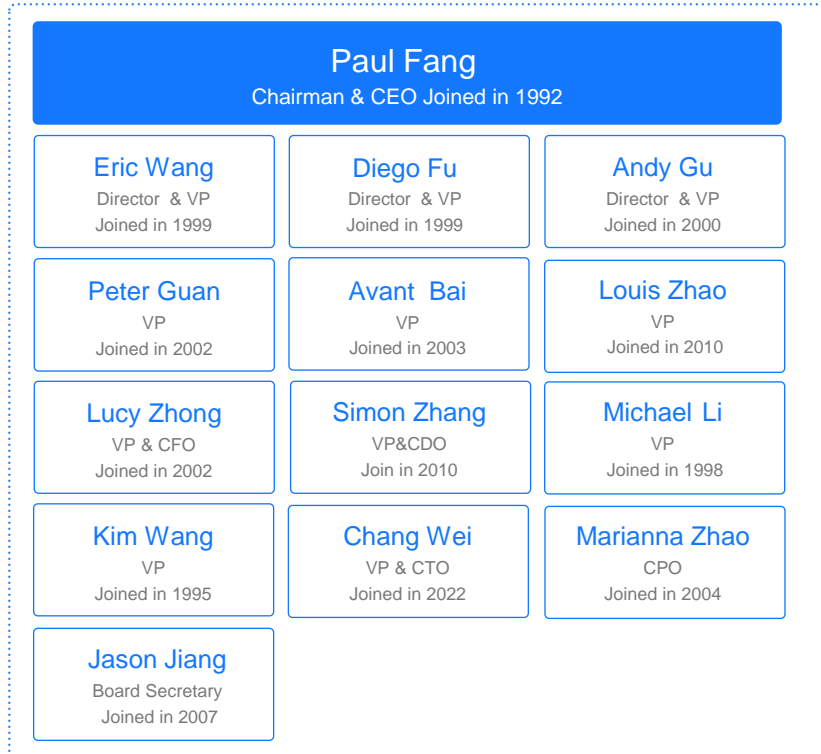 Paul Fang
Chairman & CEO Joined in 1992
Eric Wang
Director & VP
Joined in 1999
Diego Fu
Director & VP
Joined in 1999
Andy Gu
Director & VP
Joined in 2000
Peter Guan
VP
Joined in 2002
Avant Bai
VP
Joined in 2003
Louis Zhao
VP
Joined in 2010
Lucy Zhong
VP & CFO
Joined in 2002
Simon Zhang
VP&CDO
Join in 2010
Michael Li
VP
Joined in 1998
Kim Wang
VP
Joined in 1995
Chang Wei
VP & CTO
Joined in 2022
Marianna Zhao
CPO
Joined in 2004
Jason Jiang
Board Secretary
Joined in 2007